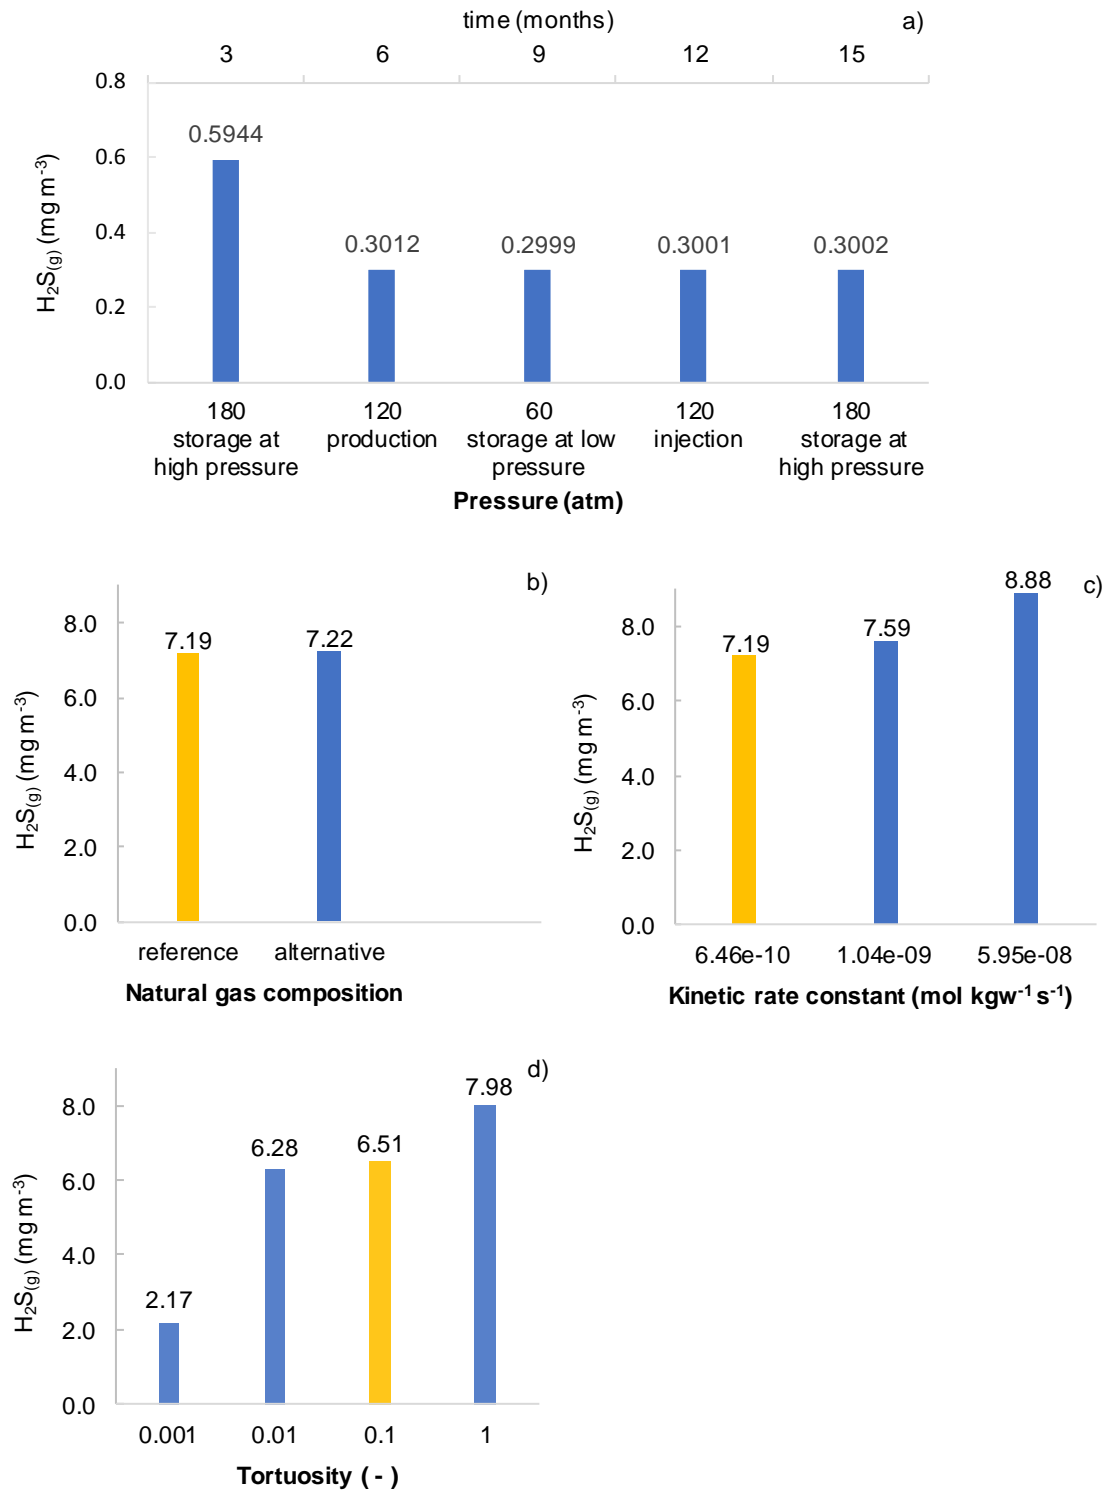 time (months)
a)
3 6 9 12 15
0.8
0.6
0.4
0.2
0.0
H₂S₍g₎ (mg m⁻³)
0.5944
0.3012
0.2999
0.3001
0.3002
180 120 60 120 180
storage at production storage at low injection storage at
high pressure pressure high pressure
Pressure (atm)
b)
8.0
6.0
4.0
2.0
0.0
H₂S₍g₎ (mg m⁻³)
7.19
7.22
reference alternative
Natural gas composition
c)
8.0
6.0
4.0
2.0
0.0
H₂S₍g₎ (mg m⁻³)
7.19
7.59
8.88
6.46e-10 1.04e-09 5.95e-08
Kinetic rate constant (mol kgw⁻¹ s⁻¹)
d)
8.0
6.0
4.0
2.0
0.0
H₂S₍g₎ (mg m⁻³)
2.17
6.28
6.51
7.98
0.001 0.01 0.1 1
Tortuosity ( - )